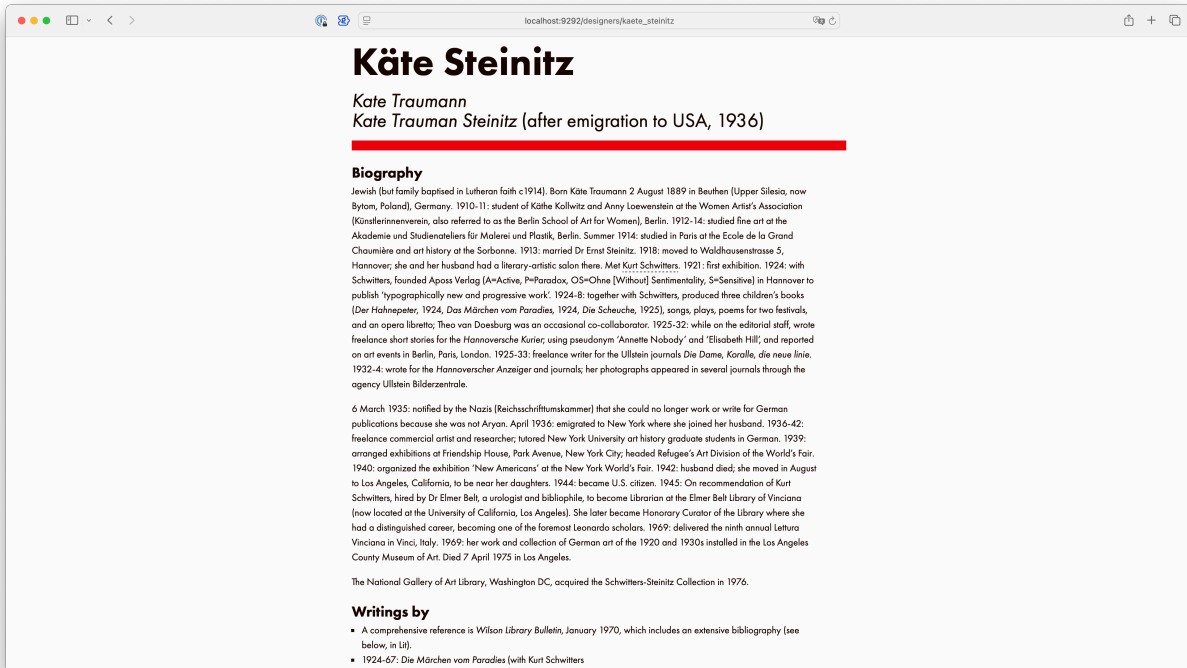 localhost:9292/designers/kaete_steinitz
Käte Steinitz
Kate Traumann
Kate Trauman Steinitz (after emigration to USA, 1936)
Biography
Jewish (but family baptised in Lutheran faith c1914). Born Käte Traumann 2 August 1889 in Beuthen (Upper Silesia, now
Bytom, Poland), Germany. 1910-11: student of Käthe Kollwitz and Anny Loewenstein at the Women Artist's Association
(Künstlerinnenverein, also referred to as the Berlin School of Art for Women), Berlin. 1912-14: studied fine art at the
Akademie und Studienateliers für Malerei und Plastik, Berlin. Summer 1914: studied in Paris at the Ecole de la Grand
Chaumière and art history at the Sorbonne. 1913: married Dr Ernst Steinitz. 1918: moved to Waldhausenstrasse 5,
Hannover; she and her husband had a literary-artistic salon there. Met Kurt Schwitters. 1921: first exhibition. 1924: with
Schwitters, founded Aposs Verlag (A=Active, P=Paradox, OS=Ohne [Without] Sentimentality, S=Sensitive) in Hannover to
publish 'typographically new and progressive work'. 1924-8: together with Schwitters, produced three children's books
(Der Hahnepeter, 1924, Das Märchen vom Paradies, 1924, Die Scheuche, 1925), songs, plays, poems for two festivals,
and an opera libretto; Theo van Doesburg was an occasional co-collaborator. 1925-32: while on the editorial staff, wrote
freelance short stories for the Hannoversche Kurier; using pseudonym 'Annette Nobody' and 'Elisabeth Hill', and reported
on art events in Berlin, Paris, London. 1925-33: freelance writer for the Ullstein journals Die Dame, Koralle, die neue linie.
1932-4: wrote for the Hannoverscher Anzeiger and journals; her photographs appeared in several journals through the
agency Ullstein Bilderzentrale.
6 March 1935: notified by the Nazis (Reichsschrifttumskammer) that she could no longer work or write for German
publications because she was not Aryan. April 1936: emigrated to New York where she joined her husband. 1936-42:
freelance commercial artist and researcher; tutored New York University art history graduate students in German. 1939:
arranged exhibitions at Friendship House, Park Avenue, New York City; headed Refugee's Art Division of the World's Fair.
1940: organized the exhibition 'New Americans' at the New York World's Fair. 1942: husband died; she moved in August
to Los Angeles, California, to be near her daughters. 1944: became U.S. citizen. 1945: On recommendation of Kurt
Schwitters, hired by Dr Elmer Belt, a urologist and bibliophile, to become Librarian at the Elmer Belt Library of Vinciana
(now located at the University of California, Los Angeles). She later became Honorary Curator of the Library where she
had a distinguished career, becoming one of the foremost Leonardo scholars. 1969: delivered the ninth annual Lettura
Vinciana in Vinci, Italy. 1969: her work and collection of German art of the 1920 and 1930s installed in the Los Angeles
County Museum of Art. Died 7 April 1975 in Los Angeles.
The National Gallery of Art Library, Washington DC, acquired the Schwitters-Steinitz Collection in 1976.
Writings by
▪ A comprehensive reference is Wilson Library Bulletin, January 1970, which includes an extensive bibliography (see
below, in Lit).
▪ 1924-67: Die Märchen vom Paradies (with Kurt Schwitters